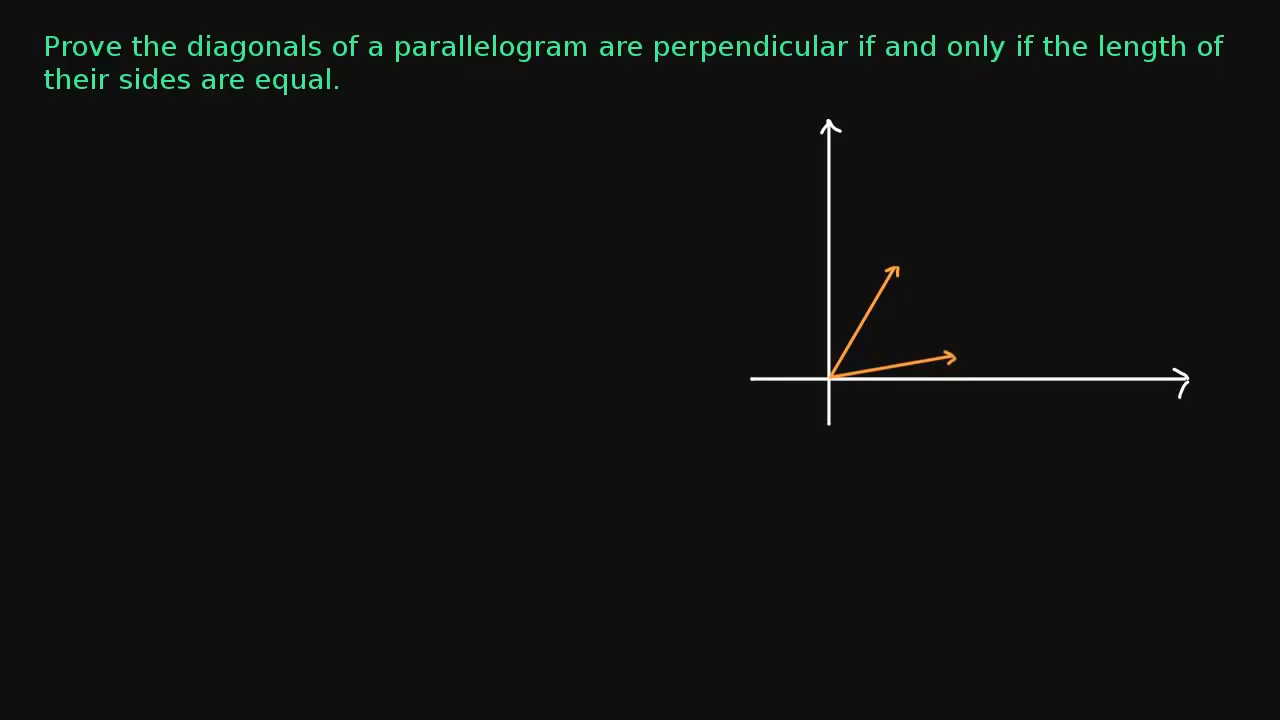 Prove the diagonals of a parallelogram are perpendicular if and only if the length of
their sides are equal.